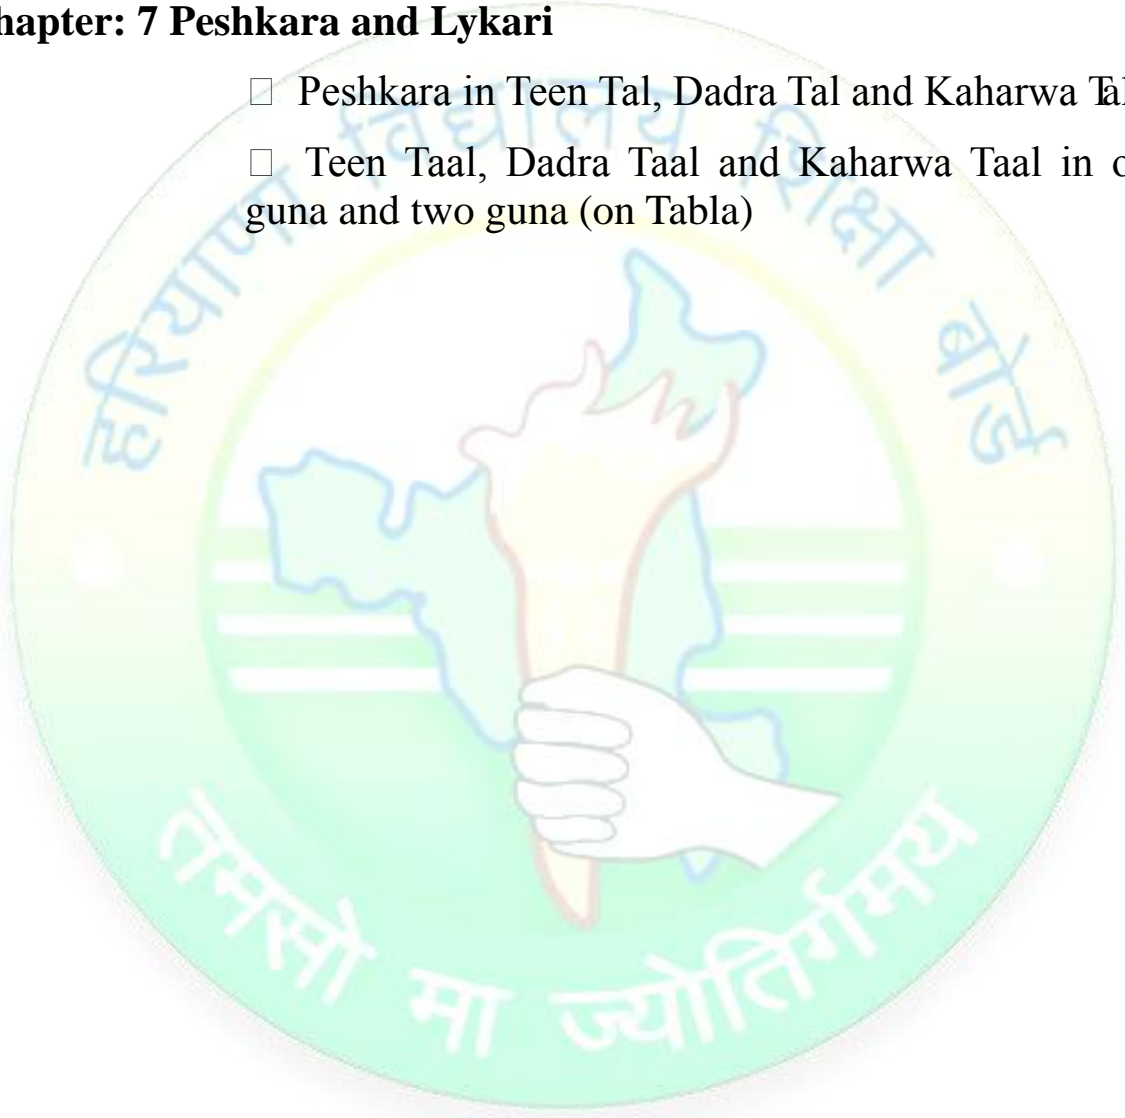 hapter: 7 Peshkara and Lykari
□ Peshkara in Teen Tal, Dadra Tal and Kaharwa Tal
□ Teen Taal, Dadra Taal and Kaharwa Taal in o
guna and two guna (on Tabla)
हरियाणा विद्यालय शिक्षा बोर्ड
तमसो मा ज्योतिर्गमय